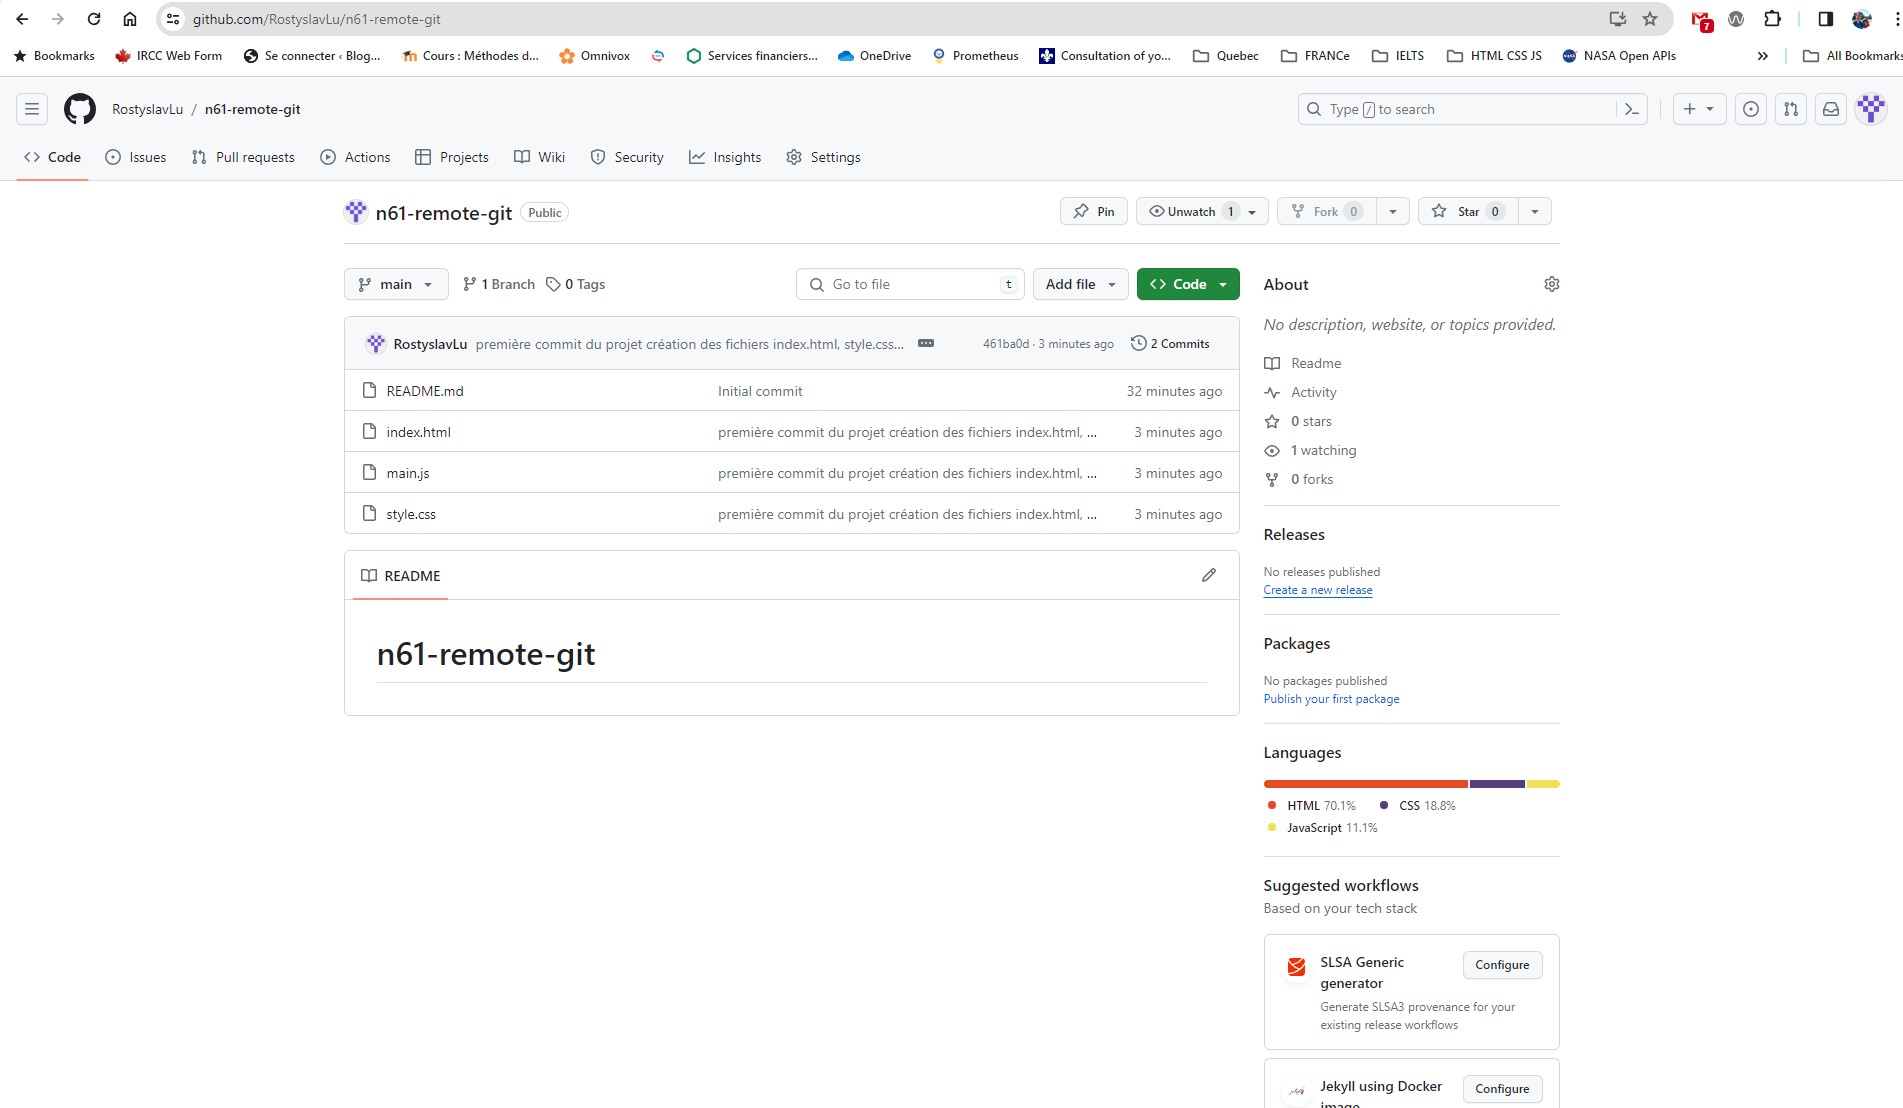 github.com/RostyslavLu/n61-remote-git
7
Bookmarks IRCC Web Form Se connecter ‹ Blog... Cours : Méthodes d... Omnivox Services financiers... OneDrive Prometheus Consultation of yo... Quebec FRANCe IELTS HTML CSS JS NASA Open APIs » All Bookmarks
RostyslavLu / n61-remote-git
Type / to search
Code Issues Pull requests Actions Projects Wiki Security Insights Settings
n61-remote-git Public
Pin Unwatch 1 Fork 0 Star 0
main 1 Branch 0 Tags
Go to file t Add file Code
RostyslavLu première commit du projet création des fichiers index.html, style.css... 461ba0d · 3 minutes ago 2 Commits
README.md Initial commit 32 minutes ago
index.html première commit du projet création des fichiers index.html, ... 3 minutes ago
main.js première commit du projet création des fichiers index.html, ... 3 minutes ago
style.css première commit du projet création des fichiers index.html, ... 3 minutes ago
README
n61-remote-git
About
No description, website, or topics provided.
Readme
Activity
0 stars
1 watching
0 forks
Releases
No releases published
Create a new release
Packages
No packages published
Publish your first package
Languages
HTML 70.1% CSS 18.8%
JavaScript 11.1%
Suggested workflows
Based on your tech stack
SLSA Generic
generator
Configure
Generate SLSA3 provenance for your
existing release workflows
Jekyll using Docker
image
Configure